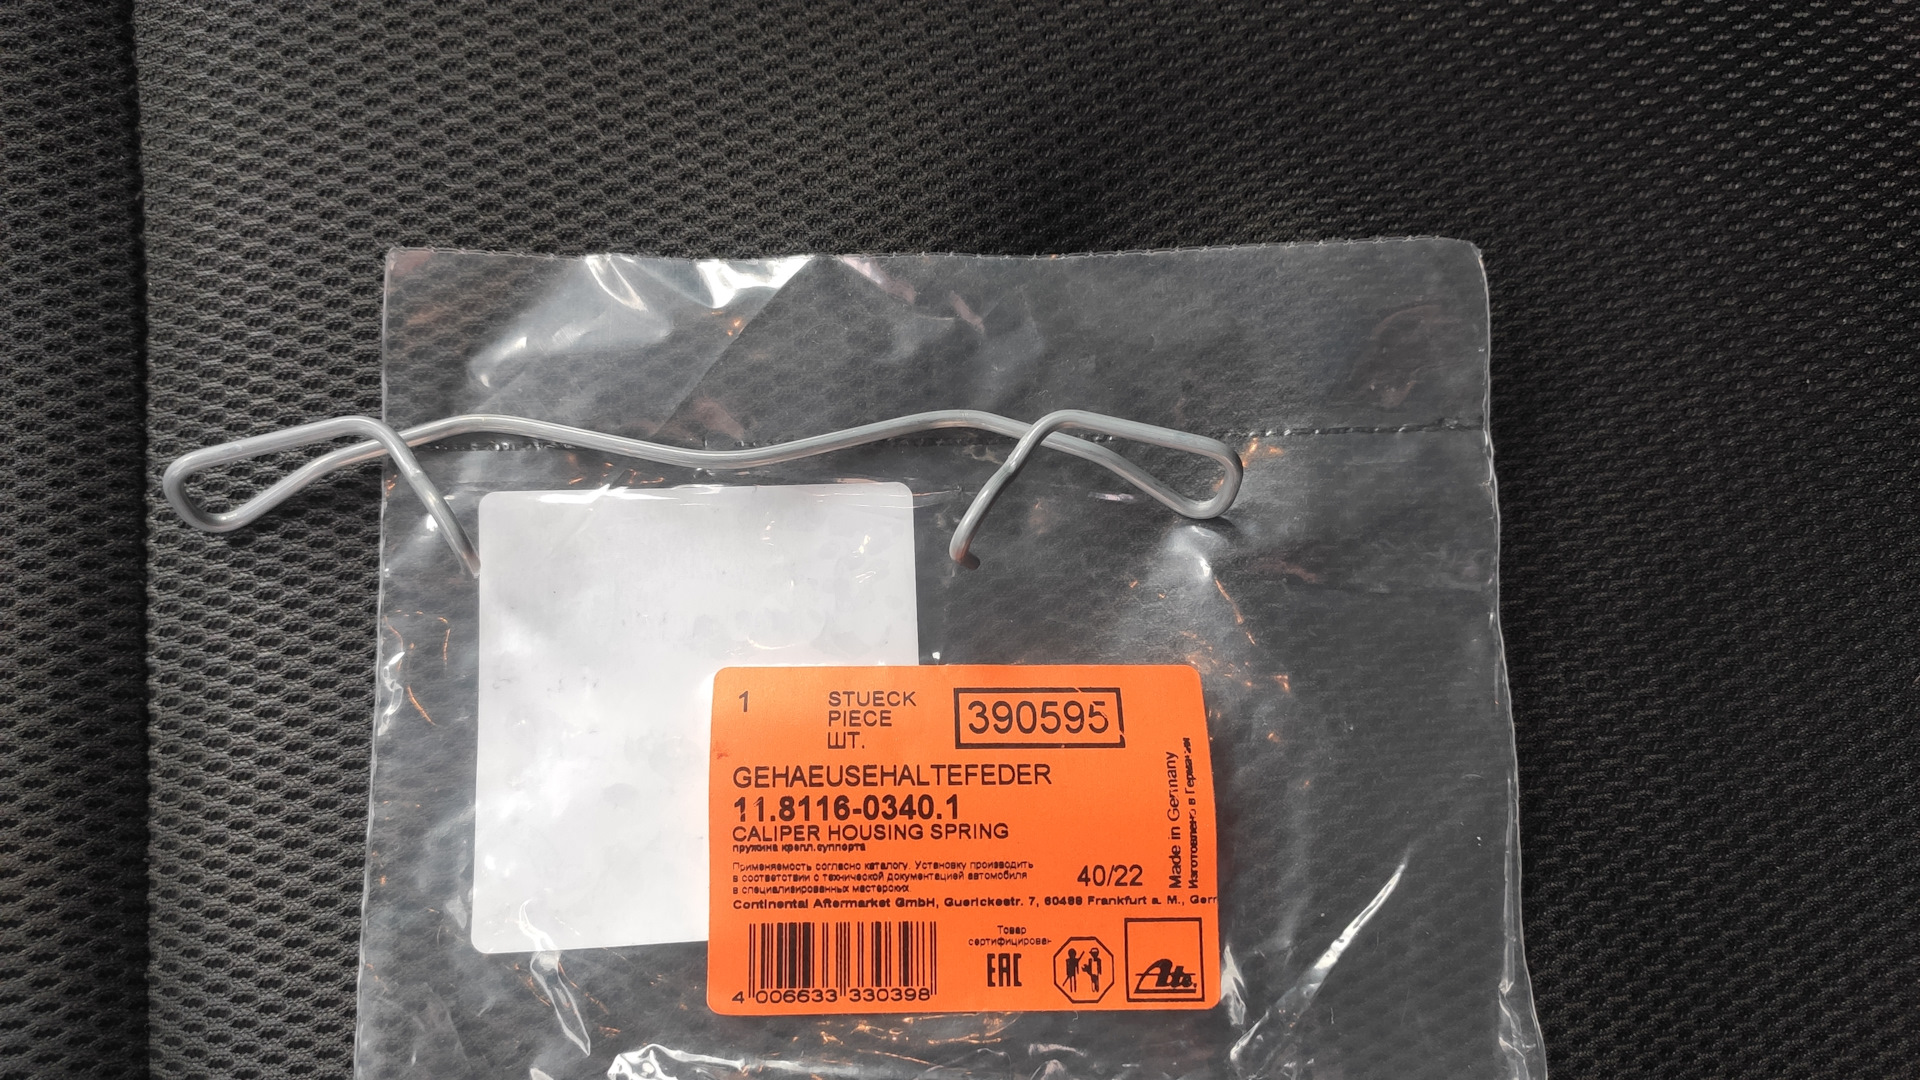 1
STUECK
PIECE
ШТ.
390595
GEHAEUSEHALTEFEDER
11.8116-0340.1
CALIPER HOUSING SPRING
пружина крепл.суппорта
Применяемость согласно каталогу. Установку производить
в соответствии с технической документацией автомобиля
в специализированных мастерских
40/22
Continental Aftermarket GmbH, Guerickestr. 7, 60488 Frankfurt a. M., Germ
Made in Germany
Изготовлено в Германии
4 006633 330398
Товар
сертифицирован
EAC
Ate